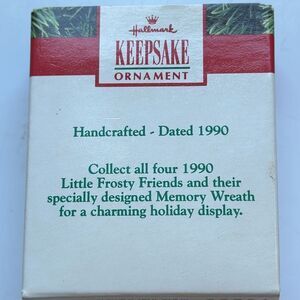 Hallmark
KEEPSAKE
ORNAMENT
Handcrafted - Dated 1990
Collect all four 1990
Little Frosty Friends and their
specially designed Memory Wreath
for a charming holiday display.